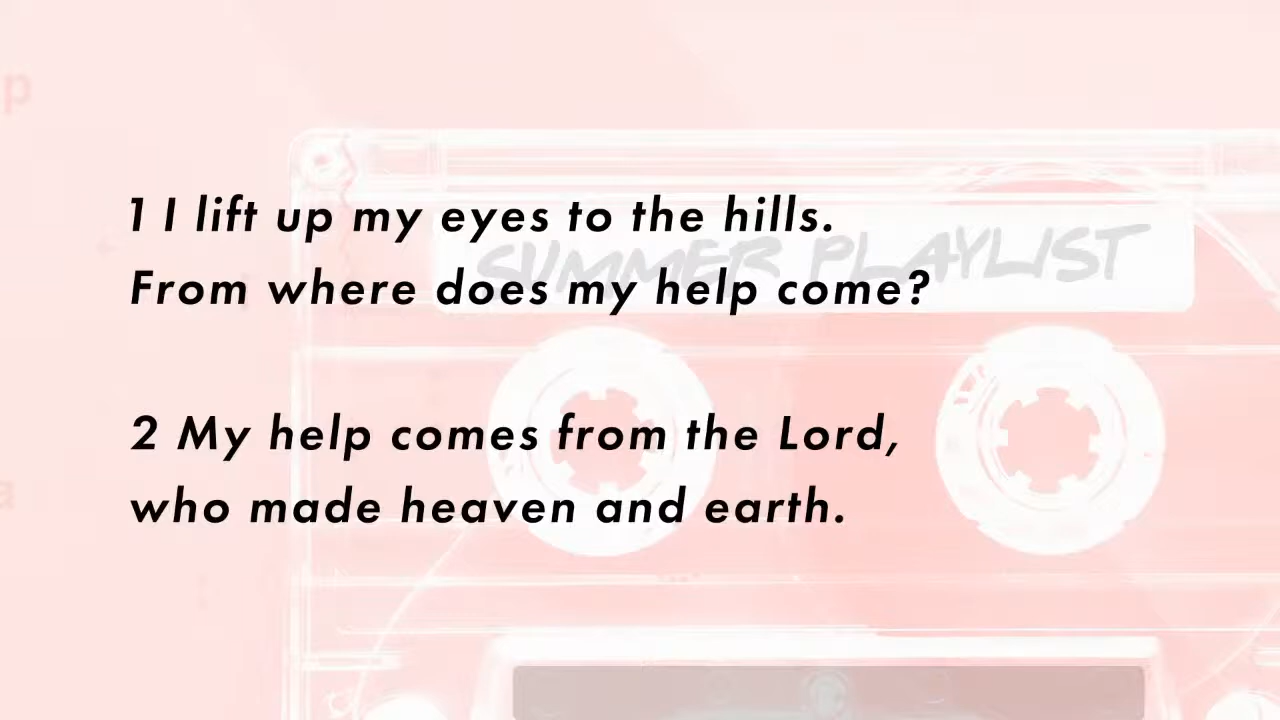 1 I lift up my eyes to the hills.
SUMMER PLAYLIST
From where does my help come?
2 My help comes from the Lord,
who made heaven and earth.
p
a